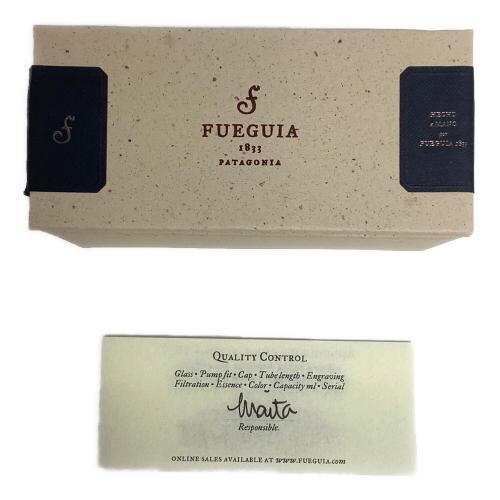 FUEGUIA
1833
PATAGONIA
HECHO
A MANO
por
FUEGUIA 1833
QUALITY CONTROL
Glass • Pump fit • Cap • Tube length • Engraving
Filtration • Essence • Color • Capacity ml • Serial
Responsible.
ONLINE SALES AVAILABLE AT www.FUEGUIA.com